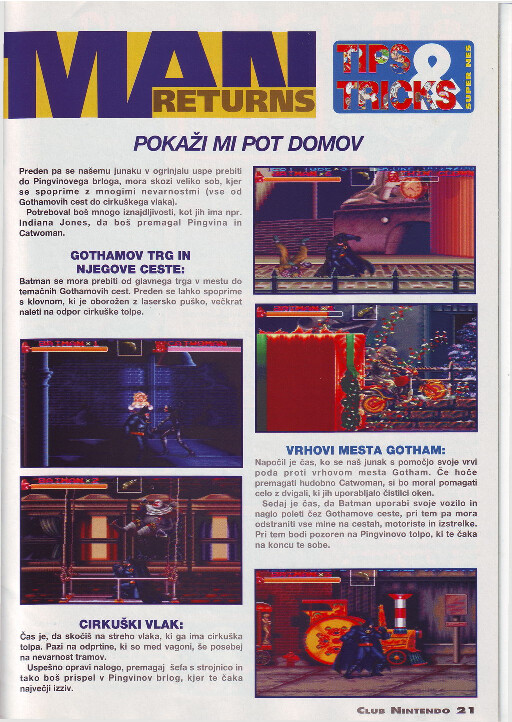 MAN
RETURNS
TIPS
&
TRICKS
SUPER NES
POKAŽI MI POT DOMOV
Preden pa se našemu junaku v ogrinjalu uspe prebiti
do Pingvinovega brloga, mora skozi veliko sob, kjer
se spoprime z mnogimi nevarnostmi (vse od
Gothamovih cest do cirkuškega vlaka).
Potreboval boš mnogo iznajdljivosti, kot jih ima npr.
Indiana Jones, da boš premagal Pingvina in
Catwoman.
GOTHAMOV TRG IN
NJEGOVE CESTE:
Batman se mora prebiti od glavnega trga v mestu do
temačnih Gothamovih cest. Preden se lahko spoprime
s klovnom, ki je oborožen z lasersko puško, večkrat
naleti na odpor cirkuške tolpe.
CIRKUŠKI VLAK:
Čas je, da skočiš na streho vlaka, ki ga ima cirkuška
tolpa. Pazi na odprtine, ki so med vagoni, še posebej
na nevarnost tramov.
Uspešno opravi nalogo, premagaj šefa s strojnico in
tako boš prispel v Pingvinov brlog, kjer te čaka
največji izziv.
VRHOVI MESTA GOTHAM:
Napočil je čas, ko se naš junak s pomočjo svoje vrvi
poda proti vrhovom mesta Gotham. Če hoče
premagati hudobno Catwoman, si bo moral pomagati
celo z dvigali, ki jih uporabljalo čistilci oken.
Sedaj je čas, da Batman uporabi svoje vozilo in
naglo poleti čez Gothamove ceste, pri tem pa mora
odstraniti vse mine na cestah, motoriste in izstrelke.
Pri tem bodi pozoren na Pingvinovo tolpo, ki te čaka
na koncu te sobe.
CLUB NINTENDO 21